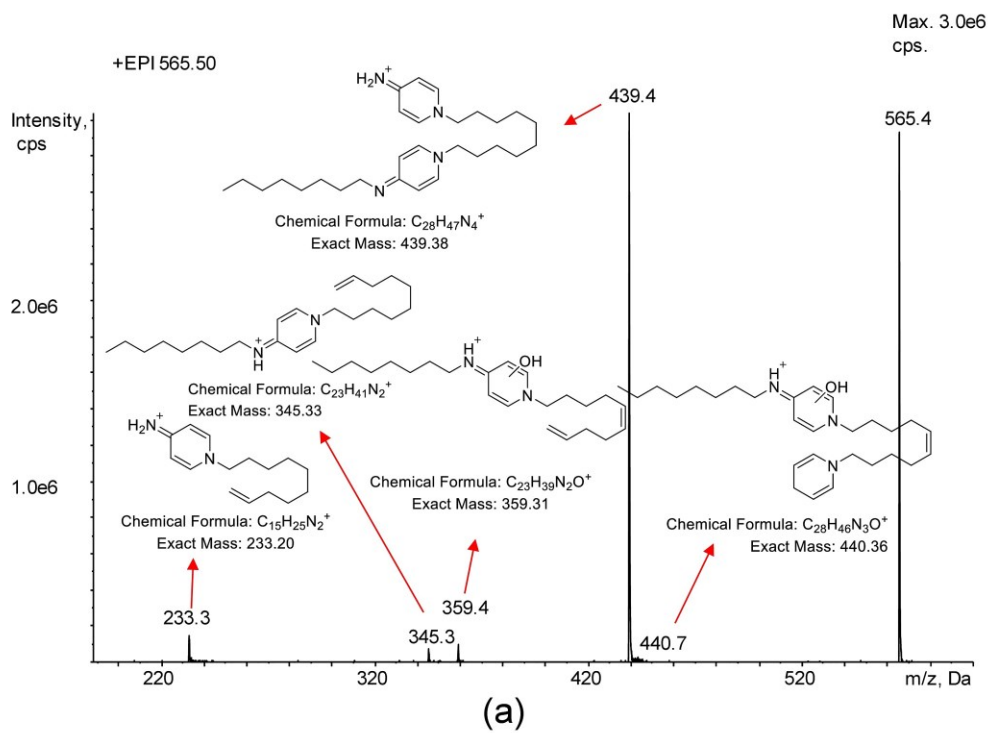 Max. 3.0e6
cps.
+EPI 565.50
Intensity,
cps
439.4
565.4
H₂N⁺
N
N
N
Chemical Formula: C₂₈H₄₇N₄⁺
Exact Mass: 439.38
2.0e6
N
N⁺
H
Chemical Formula: C₂₃H₄₁N₂⁺
Exact Mass: 345.33
H
N⁺
OH
N
Chemical Formula: C₂₃H₃₉N₂O⁺
Exact Mass: 359.31
H
N⁺
OH
N
N
Chemical Formula: C₂₈H₄₆N₃O⁺
Exact Mass: 440.36
H₂N⁺
N
1.0e6
Chemical Formula: C₁₅H₂₅N₂⁺
Exact Mass: 233.20
233.3
345.3
359.4
440.7
220
320
420
520
m/z, Da
(a)